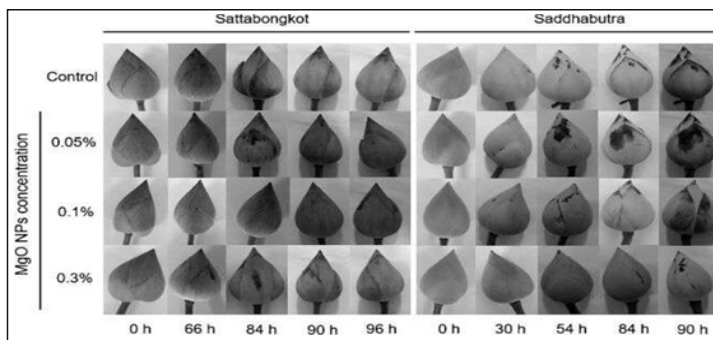 Sattabongkot Saddhabutra
Control
MgO NPs concentration
0.05%
0.1%
0.3%
0 h 66 h 84 h 90 h 96 h 0 h 30 h 54 h 84 h 90 h